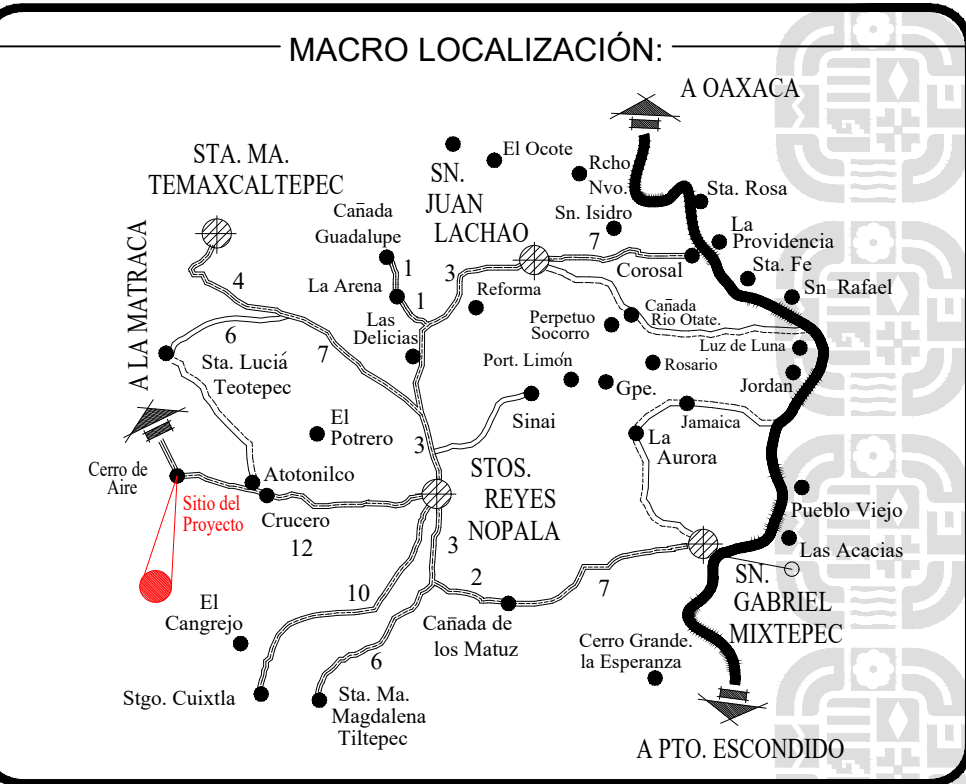 MACRO LOCALIZACIÓN:
A OAXACA
El Ocote
STA. MA.
TEMAXCALTEPEC
SN.
JUAN
LACHAO
Rcho
Nvo.
Sta. Rosa
Cañada
Guadalupe
Sn. Isidro
La
Providencia
7
Corosal
Sta. Fe
Sn Rafael
A LA MATRACA
4
1
3
La Arena
1
Reforma
Cañada
Rio Otate.
Perpetuo
Socorro
Las
Delicias
6
7
Luz de Luna
Sta. Luciá
Teotepec
Port. Limón
Rosario
Gpe.
Jordan
Sinai
Jamaica
El
Potrero
3
La
Aurora
Cerro de
Aire
Atotonilco
STOS.
REYES
NOPALA
Sitio del
Proyecto
Crucero
12
Pueblo Viejo
3
Las Acacias
2
7
SN.
GABRIEL
MIXTEPEC
10
El
Cangrejo
Cañada de
los Matuz
6
Cerro Grande.
la Esperanza
Stgo. Cuixtla
Sta. Ma.
Magdalena
Tiltepec
A PTO. ESCONDIDO